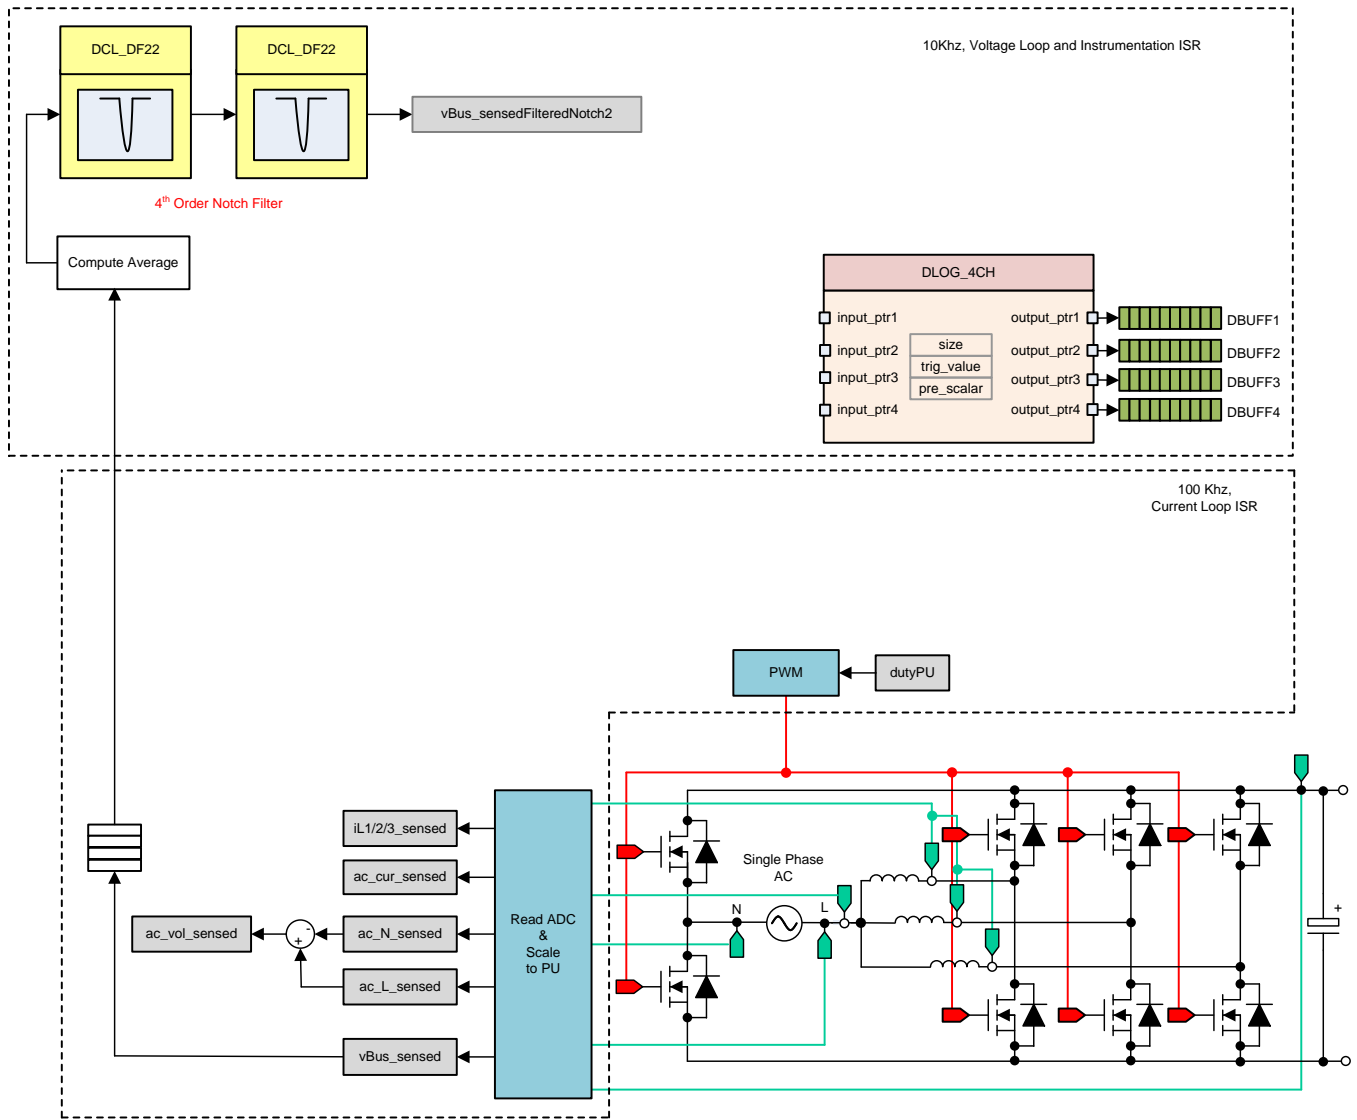 DCL_DF22
DCL_DF22
10Khz, Voltage Loop and Instrumentation ISR
vBus_sensedFilteredNotch2
4th Order Notch Filter
Compute Average
DLOG_4CH
input_ptr1
output_ptr1
DBUFF1
size
input_ptr2
output_ptr2
DBUFF2
trig_value
input_ptr3
output_ptr3
DBUFF3
pre_scalar
input_ptr4
output_ptr4
DBUFF4
100 Khz,
Current Loop ISR
PWM
dutyPU
iL1/2/3_sensed
ac_cur_sensed
Single Phase
AC
N
L
Read ADC
&
Scale
to PU
ac_vol_sensed
-
+
ac_N_sensed
ac_L_sensed
vBus_sensed
+